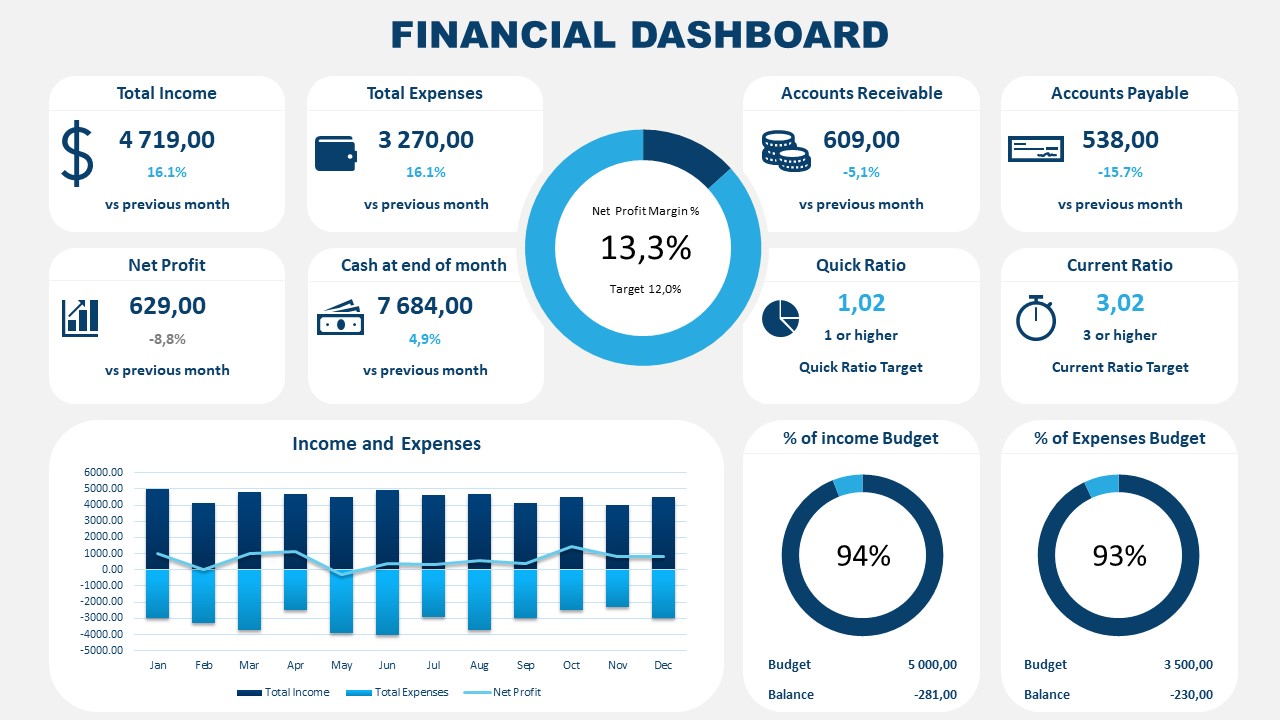 FINANCIAL DASHBOARD
Total Income
4 719,00
16.1%
vs previous month
Total Expenses
3 270,00
16.1%
vs previous month
Net Profit Margin %
13,3%
Target 12,0%
Accounts Receivable
609,00
-5,1%
vs previous month
Accounts Payable
538,00
-15.7%
vs previous month
Net Profit
629,00
-8,8%
vs previous month
Cash at end of month
7 684,00
4,9%
vs previous month
Quick Ratio
1,02
1 or higher
Quick Ratio Target
Current Ratio
3,02
3 or higher
Current Ratio Target
Income and Expenses
6000.00
5000.00
4000.00
3000.00
2000.00
1000.00
0.00
-1000.00
-2000.00
-3000.00
-4000.00
-5000.00
Jan Feb Mar Apr May Jun Jul Aug Sep Oct Nov Dec
Total Income Total Expenses Net Profit
% of income Budget
94%
Budget 5 000,00
Balance -281,00
% of Expenses Budget
93%
Budget 3 500,00
Balance -230,00